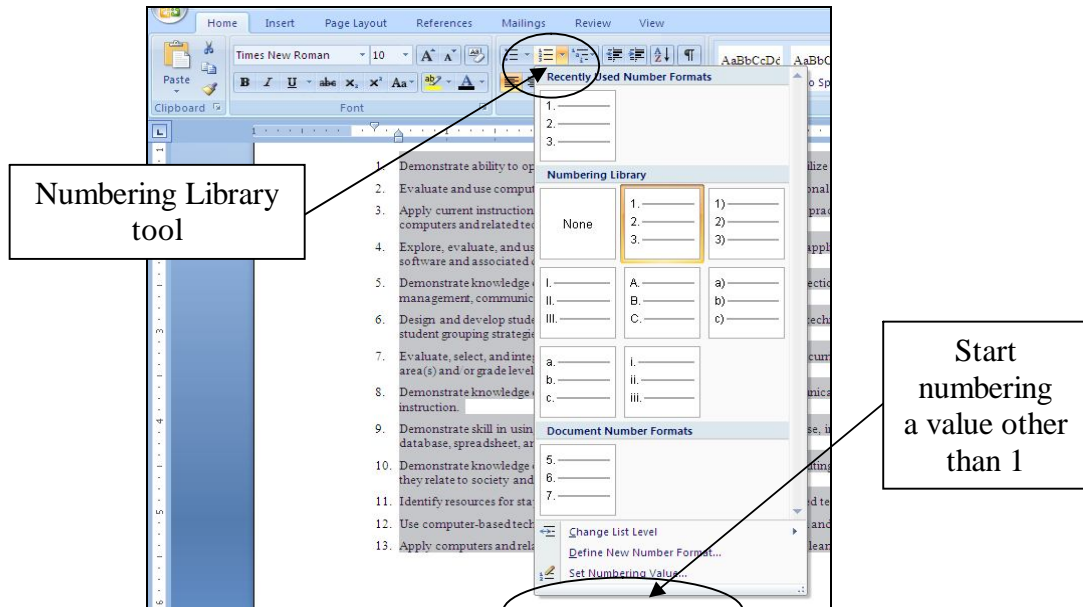 Home Insert Page Layout References Mailings Review View
Times New Roman 10 A A
Paste B I U abc X₂ X² Aa ab A
AaBbCcDc AaBbC
o Sp
Clipboard Font
Recently Used Number Formats
1.
2.
3.
Numbering Library
None
1.
2.
3.
1)
2)
3)
I.
II.
III.
A.
B.
C.
a)
b)
c)
a.
b.
c.
i.
ii.
iii.
Document Number Formats
5.
6.
7.
Change List Level
Define New Number Format...
Set Numbering Value...
1. Demonstrate ability to op
2. Evaluate and use comput
3. Apply current instruction
computers and related tec
4. Explore, evaluate, and us
software and associated
5. Demonstrate knowledge
management, communic
6. Design and develop stude
student grouping strategie
7. Evaluate, select, and integ
area(s) and/or grade level
8. Demonstrate knowledge
instruction.
9. Demonstrate skill in usin
database, spreadsheet, an
10. Demonstrate knowledge
they relate to society and
11. Identify resources for sta
12. Use computer-based tech
13. Apply computers and rela
Numbering Library
tool
Start
numbering
a value other
than 1